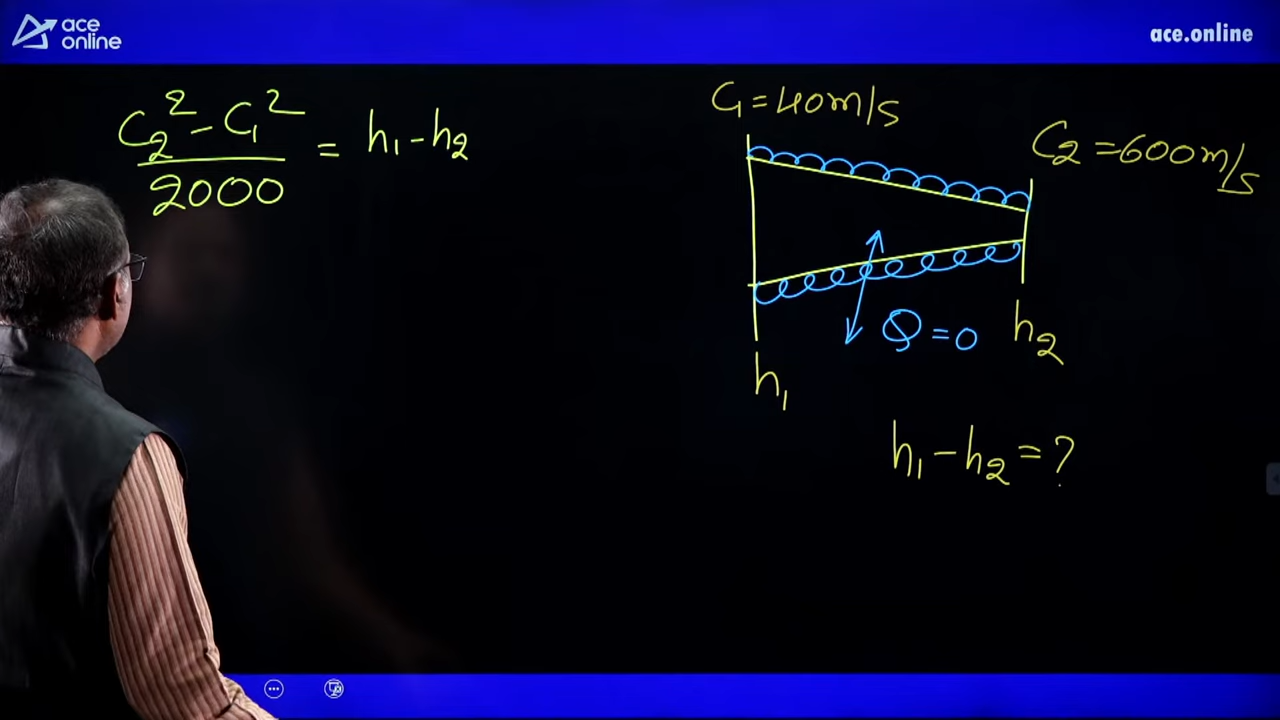 ace
online
ace.online
C₂² - C₁² / 2000 = h₁ - h₂
C₁ = 40m/s
C₂ = 600m/s
Q = 0
h₂
h₁
h₁ - h₂ = ?